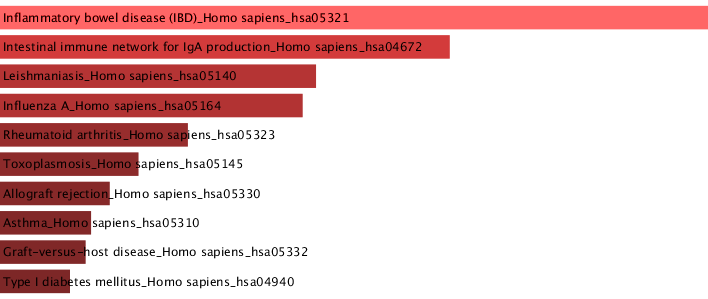 Inflammatory bowel disease (IBD)_Homo sapiens_hsa05321
Intestinal immune network for IgA production_Homo sapiens_hsa04672
Leishmaniasis_Homo sapiens_hsa05140
Influenza A_Homo sapiens_hsa05164
Rheumatoid arthritis_Homo sapiens_hsa05323
Toxoplasmosis_Homo sapiens_hsa05145
Allograft rejection_Homo sapiens_hsa05330
Asthma_Homo sapiens_hsa05310
Graft-versus-host disease_Homo sapiens_hsa05332
Type I diabetes mellitus_Homo sapiens_hsa04940